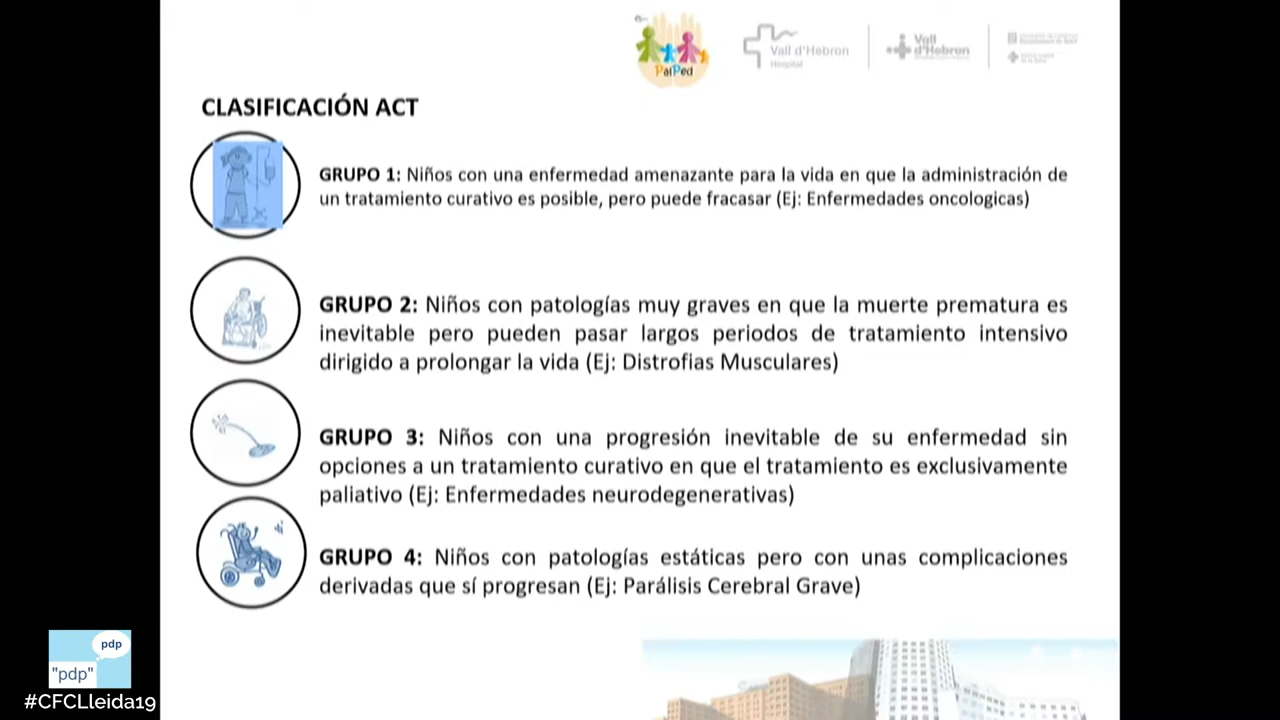 PalPed
Vall d'Hebron
Hospital
Vall
d'Hebron
CLASIFICACIÓN ACT
GRUPO 1: Niños con una enfermedad amenazante para la vida en que la administración de
un tratamiento curativo es posible, pero puede fracasar (Ej: Enfermedades oncologicas)
GRUPO 2: Niños con patologías muy graves en que la muerte prematura es
inevitable pero pueden pasar largos periodos de tratamiento intensivo
dirigido a prolongar la vida (Ej: Distrofias Musculares)
GRUPO 3: Niños con una progresión inevitable de su enfermedad sin
opciones a un tratamiento curativo en que el tratamiento es exclusivamente
paliativo (Ej: Enfermedades neurodegenerativas)
GRUPO 4: Niños con patologías estáticas pero con unas complicaciones
derivadas que sí progresan (Ej: Parálisis Cerebral Grave)
pdp
"pdp"
#CFCLleida19